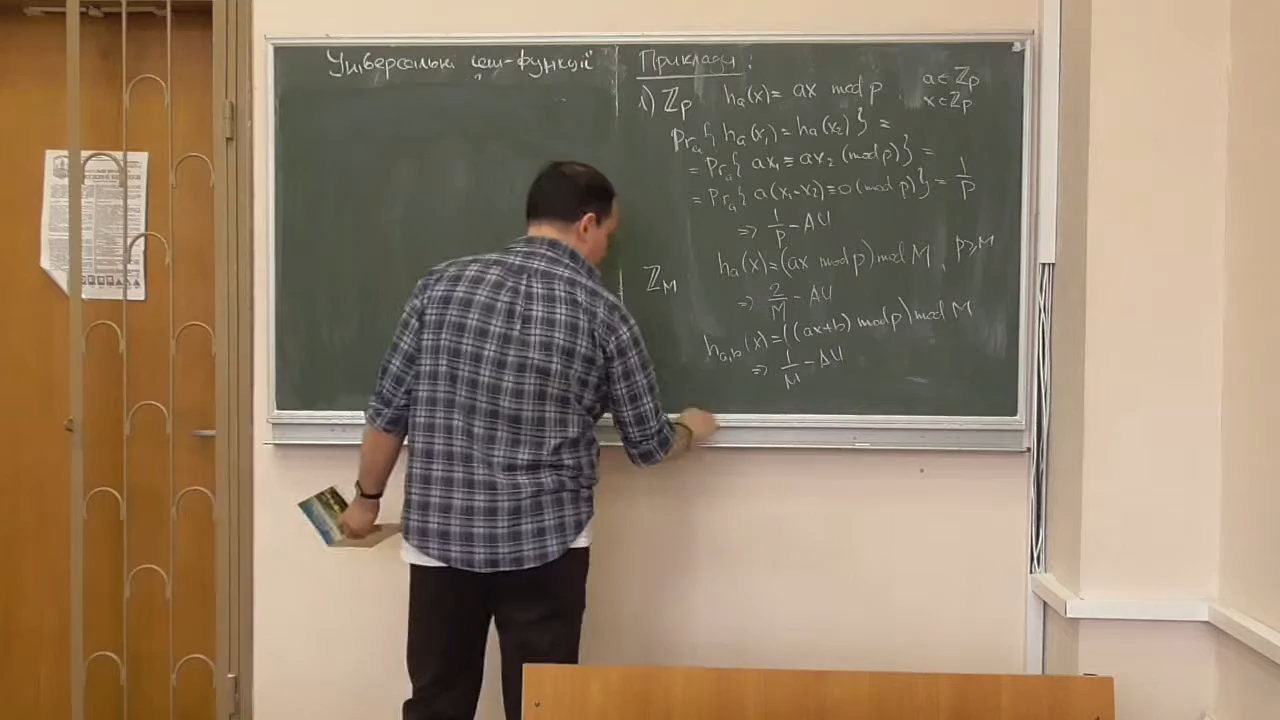 Універсальні геш-функції
Приклади:
1) ℤₚ hₐ(x) = ax mod p, a ∈ ℤₚ
x ∈ ℤₚ
Prₐ{ hₐ(x₁) = hₐ(x₂) } =
= Prₐ{ ax₁ ≡ ax₂ (mod p) } =
= Prₐ{ a(x₁-x₂) ≡ 0 (mod p) } = 1/p
⇒ 1/p - AU
ℤ_M hₐ(x) = (ax mod p) mod M, p ≥ M
⇒ 2/M - AU
h_{a,b}(x) = ((ax+b) mod p) mod M
⇒ 1/M - AU